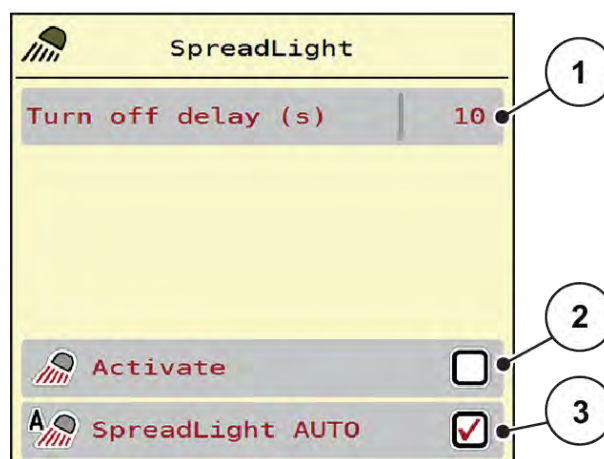 SpreadLight
1
Turn off delay (s) 10
2
Activate
A
SpreadLight AUTO
3